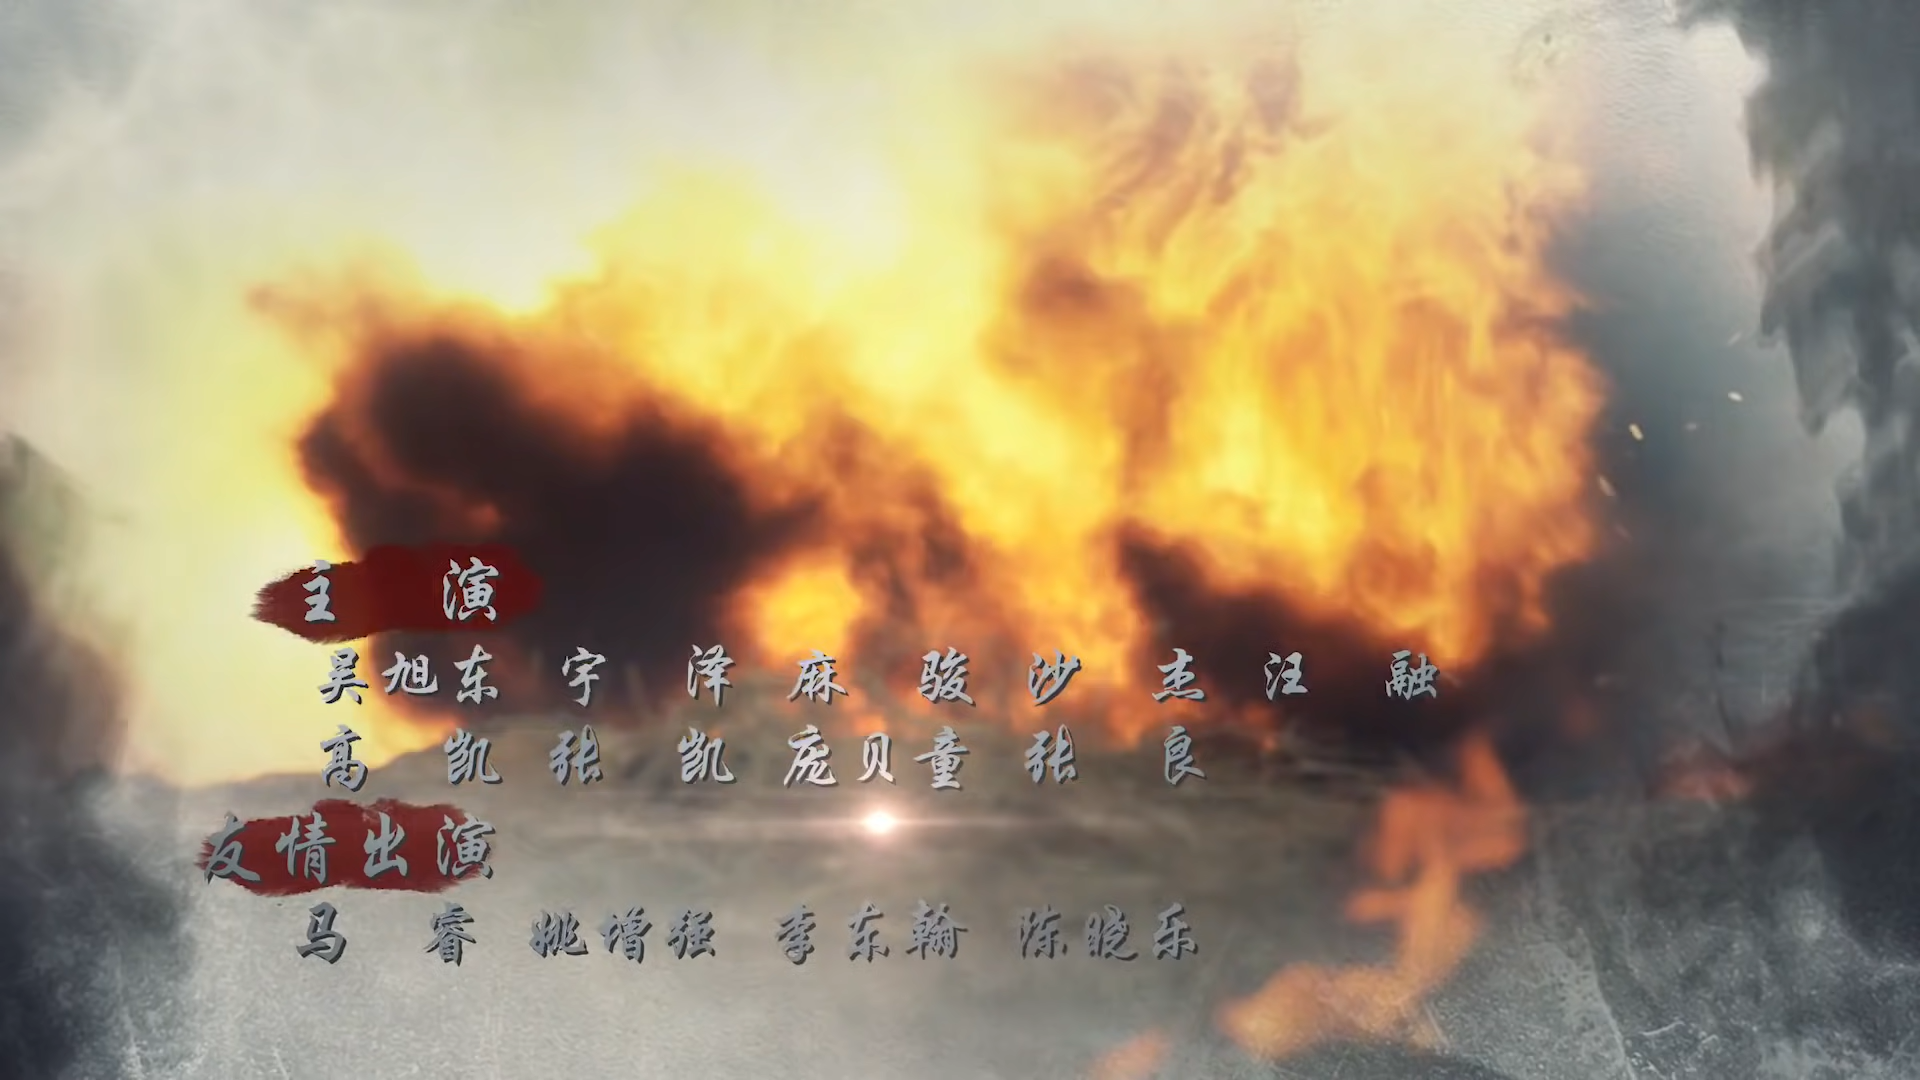 主 演
吴旭东 宇 泽 麻 骏 沙 杰 汪 融
高 凯 张 凯 庞贝童 张 良
友情出演
马 睿 姚增强 李东翰 陈晓乐